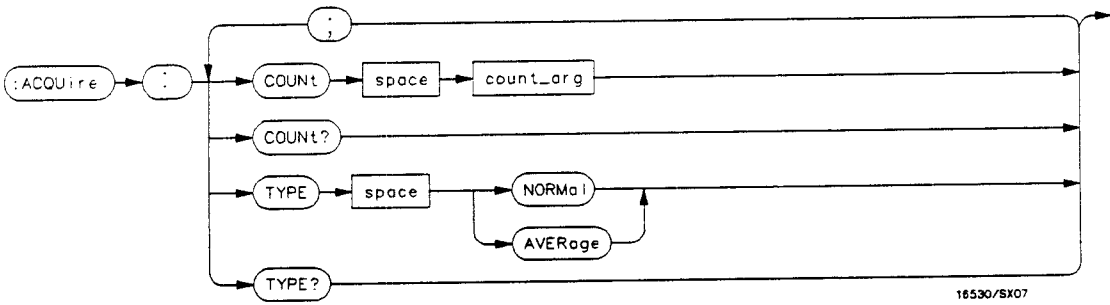 ;
:ACQUire : COUNt space count_arg
COUNt?
TYPE space NORMal
AVERage
TYPE?
16530/SX07